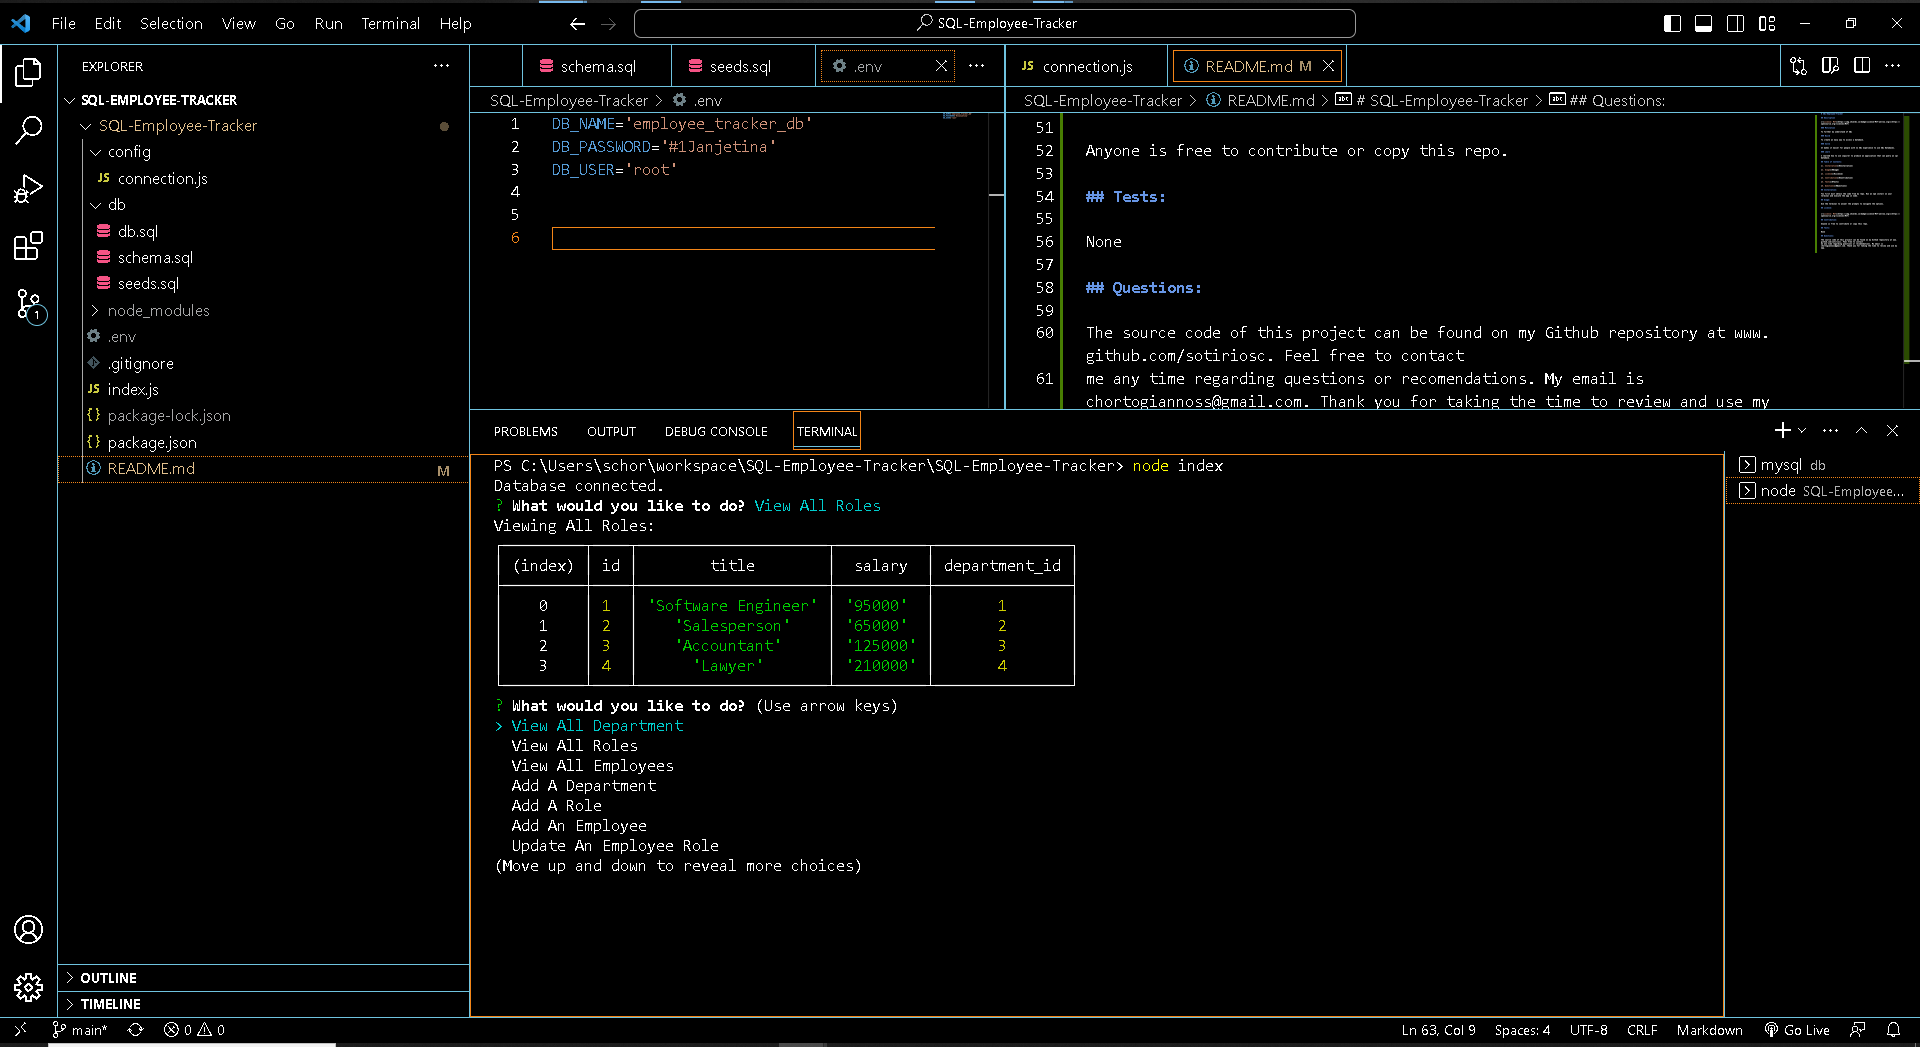 File Edit Selection View Go Run Terminal Help
SQL-Employee-Tracker
EXPLORER
SQL-EMPLOYEE-TRACKER
SQL-Employee-Tracker
config
JS connection.js
db
db.sql
schema.sql
seeds.sql
node_modules
.env
.gitignore
JS index.js
{} package-lock.json
{} package.json
README.md M
OUTLINE
TIMELINE
1
schema.sql seeds.sql .env
SQL-Employee-Tracker > .env
1 DB_NAME='employee_tracker_db'
2 DB_PASSWORD='#1Janjetina'
3 DB_USER='root'
4
5
6
JS connection.js README.md M
SQL-Employee-Tracker > README.md > # SQL-Employee-Tracker > ## Questions:
51
52 Anyone is free to contribute or copy this repo.
53
54 ## Tests:
55
56 None
57
58 ## Questions:
59
60 The source code of this project can be found on my Github repository at www.
github.com/sotiriosc. Feel free to contact
61 me any time regarding questions or recomendations. My email is
chortogiannoss@gmail.com. Thank you for taking the time to review and use my
PROBLEMS OUTPUT DEBUG CONSOLE TERMINAL
PS C:\Users\schor\workspace\SQL-Employee-Tracker\SQL-Employee-Tracker> node index
Database connected.
? What would you like to do? View All Roles
Viewing All Roles:
(index) id title salary department_id
0 1 'Software Engineer' '95000' 1
1 2 'Salesperson' '65000' 2
2 3 'Accountant' '125000' 3
3 4 'Lawyer' '210000' 4
? What would you like to do? (Use arrow keys)
> View All Department
View All Roles
View All Employees
Add A Department
Add A Role
Add An Employee
Update An Employee Role
(Move up and down to reveal more choices)
mysql db
node SQL-Employee...
main* 0 0
Ln 63, Col 9 Spaces: 4 UTF-8 CRLF Markdown Go Live